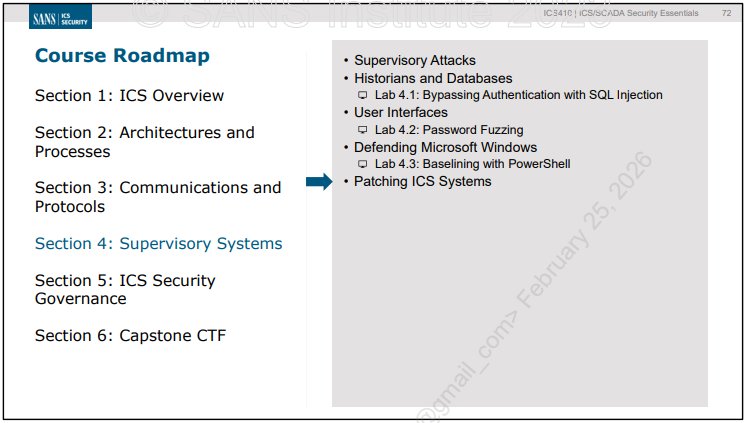 © SANS Institute 2026
SANS | ICS SECURITY
ICS410 | ICS/SCADA Security Essentials 72
Course Roadmap
Section 1: ICS Overview
Section 2: Architectures and
Processes
Section 3: Communications and
Protocols
Section 4: Supervisory Systems
Section 5: ICS Security
Governance
Section 6: Capstone CTF
• Supervisory Attacks
• Historians and Databases
Lab 4.1: Bypassing Authentication with SQL Injection
• User Interfaces
Lab 4.2: Password Fuzzing
• Defending Microsoft Windows
Lab 4.3: Baselining with PowerShell
• Patching ICS Systems
@gmail_com> February 25, 2026